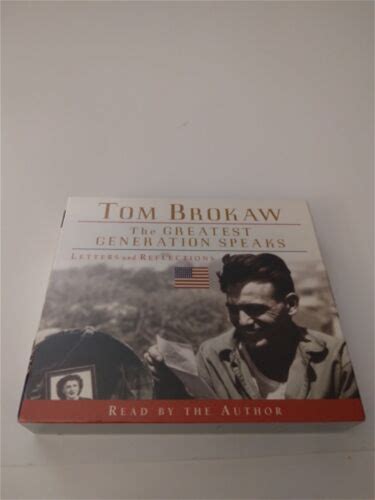 TOM BROKAW
The GREATEST
GENERATION SPEAKS
LETTERS and REFLECTIONS
READ BY THE AUTHOR